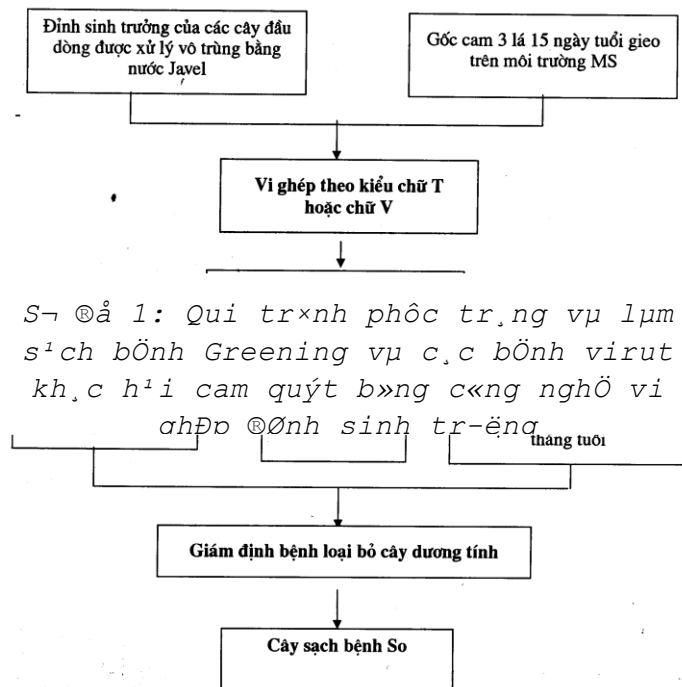 Đỉnh sinh trưởng của các cây đầu
dòng được xử lý vô trùng bằng
nước Javel
Gốc cam 3 lá 15 ngày tuổi gieo
trên môi trường MS
Vi ghép theo kiểu chữ T
hoặc chữ V
S¬ ®å 1: Qui tr×nh phôc tr¸ng vµ lµm
s¹ch bÖnh Greening vµ c¸c bÖnh virut
kh¸c h¹i cam quýt b»ng c«ng nghÖ vi
ghÐp ®Ønh sinh tr-ëng
tháng tuổi
Giám định bệnh loại bỏ cây dương tính
Cây sạch bệnh So